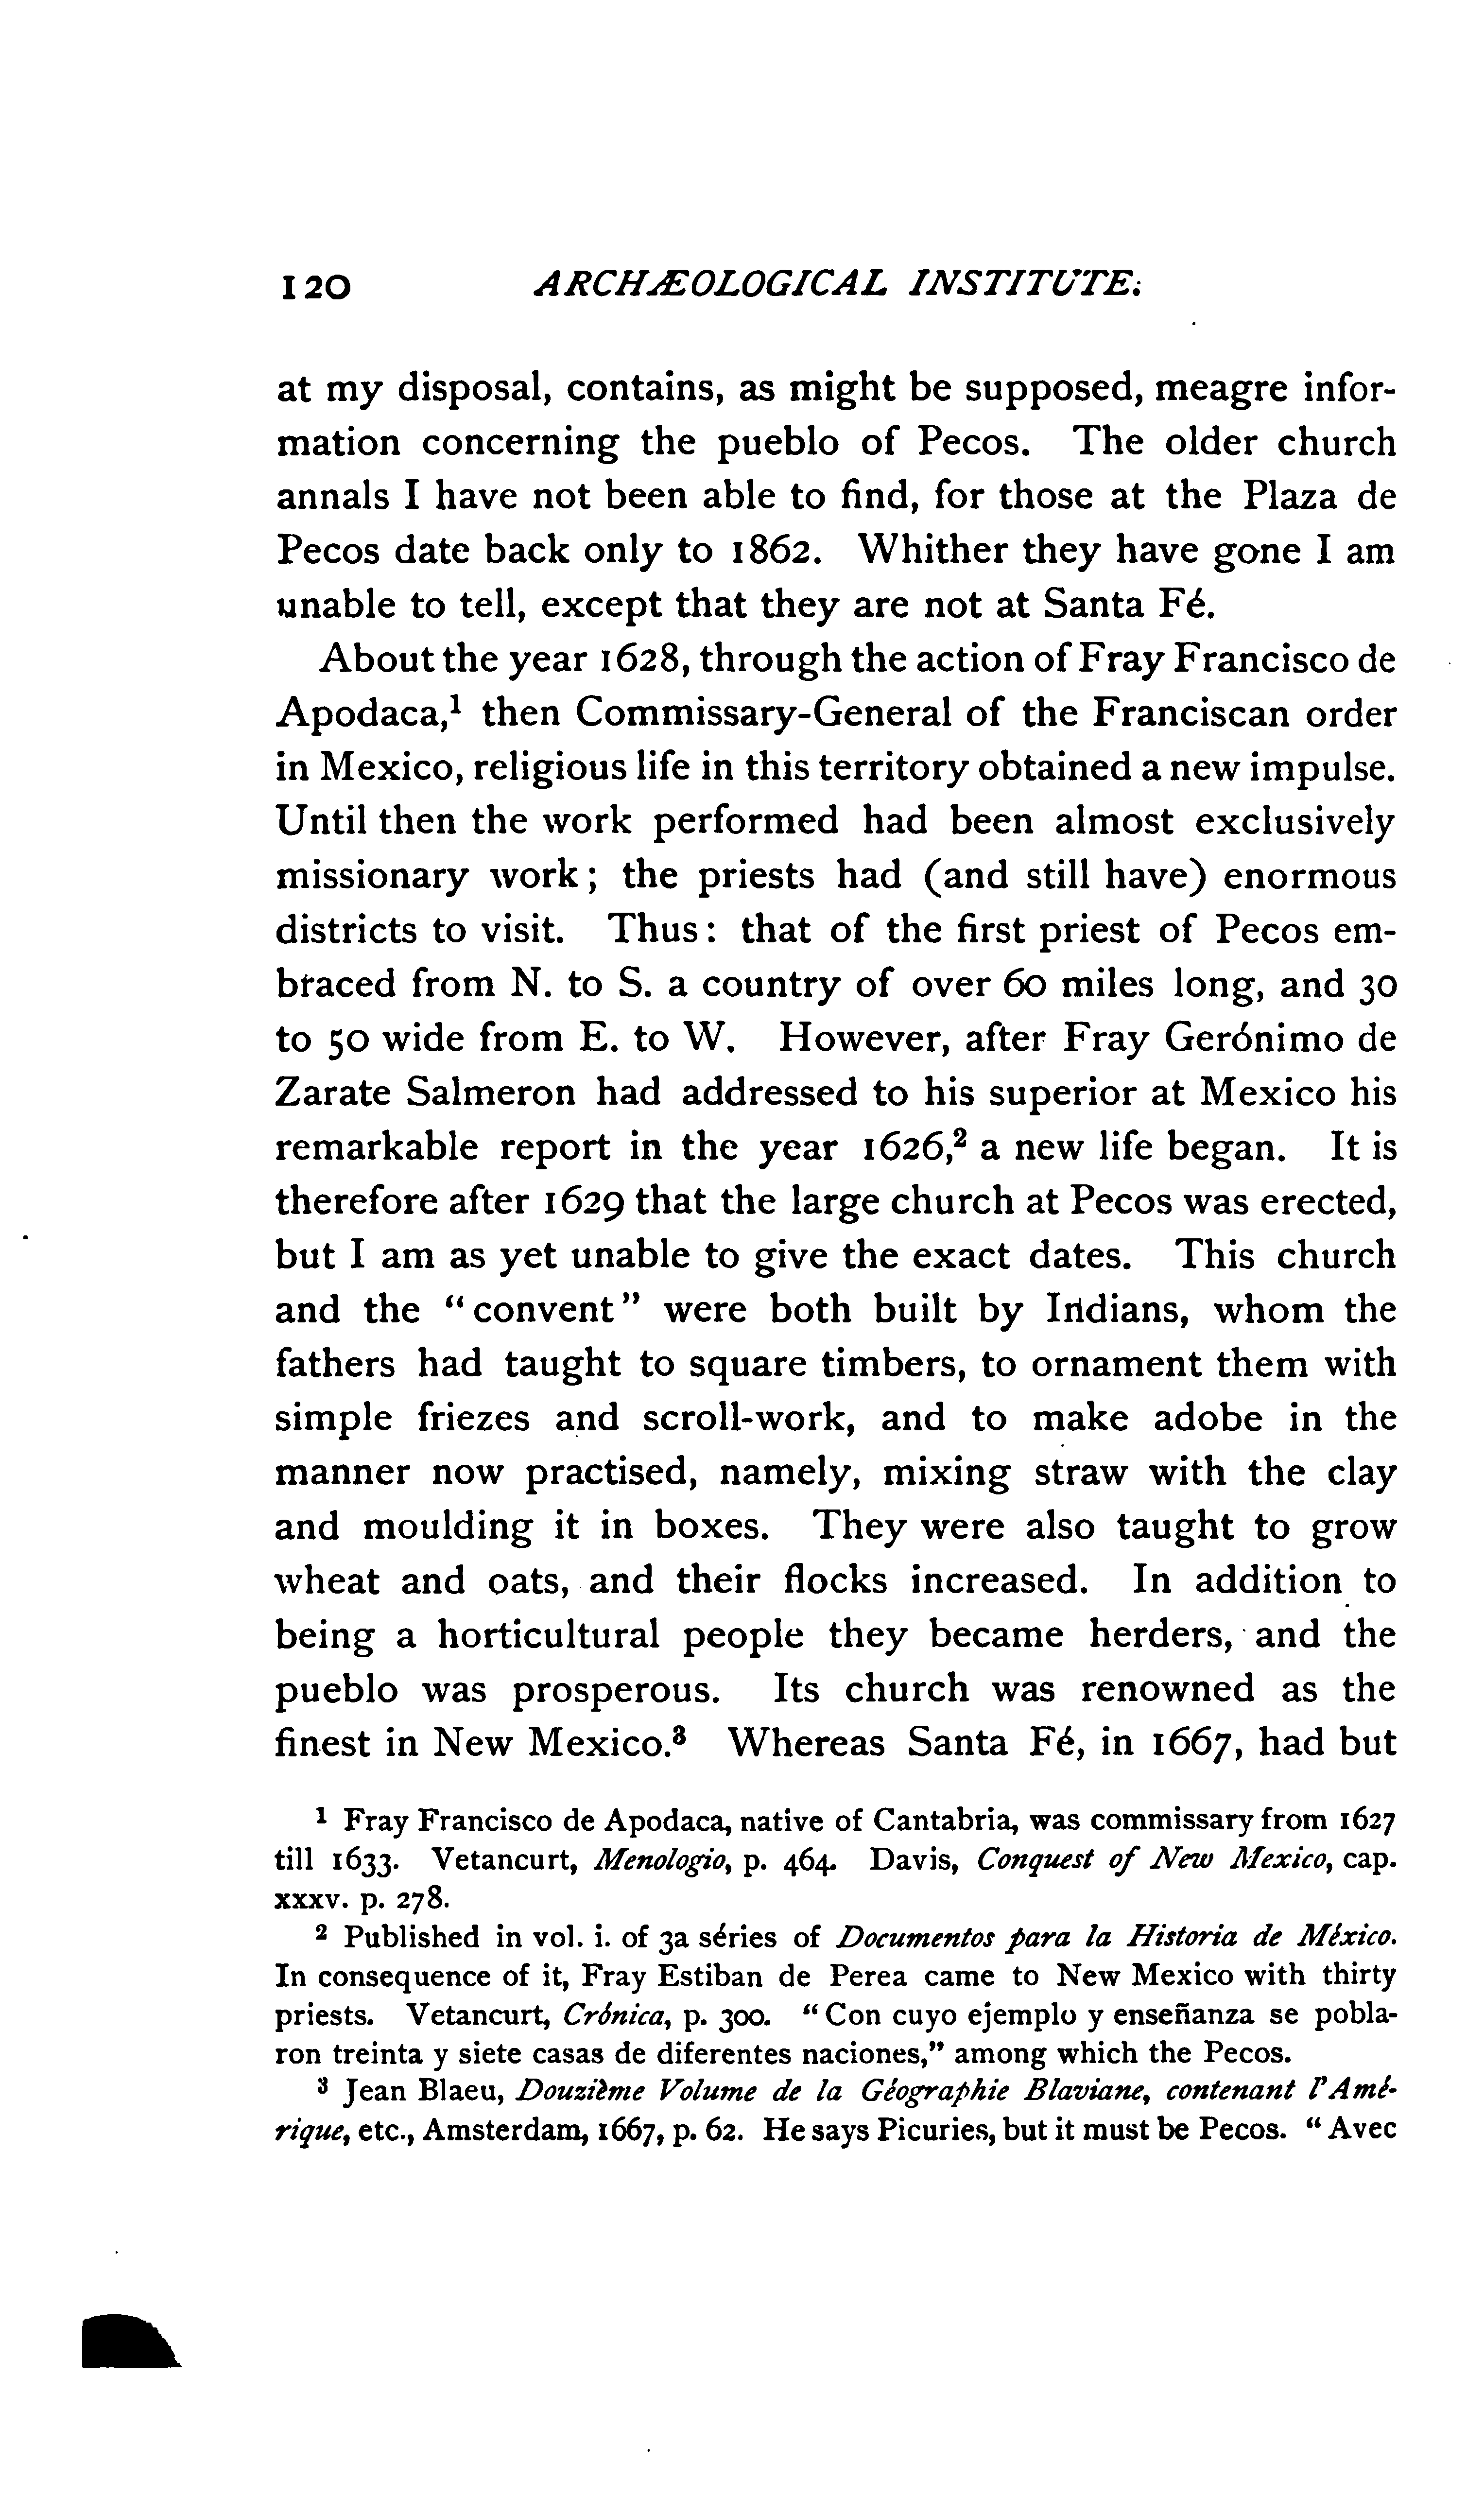 120 ARCHÆOLOGICAL INSTITUTE.
at my disposal, contains, as might be supposed, meagre infor-
mation concerning the pueblo of Pecos. The older church
annals I have not been able to find, for those at the Plaza de
Pecos date back only to 1862. Whither they have gone I am
unable to tell, except that they are not at Santa Fé.
About the year 1628, through the action of Fray Francisco de
Apodaca,¹ then Commissary-General of the Franciscan order
in Mexico, religious life in this territory obtained a new impulse.
Until then the work performed had been almost exclusively
missionary work; the priests had (and still have) enormous
districts to visit. Thus: that of the first priest of Pecos em-
braced from N. to S. a country of over 60 miles long, and 30
to 50 wide from E. to W. However, after Fray Gerónimo de
Zarate Salmeron had addressed to his superior at Mexico his
remarkable report in the year 1626,² a new life began. It is
therefore after 1629 that the large church at Pecos was erected,
but I am as yet unable to give the exact dates. This church
and the "convent" were both built by Indians, whom the
fathers had taught to square timbers, to ornament them with
simple friezes and scroll-work, and to make adobe in the
manner now practised, namely, mixing straw with the clay
and moulding it in boxes. They were also taught to grow
wheat and oats, and their flocks increased. In addition to
being a horticultural people they became herders, and the
pueblo was prosperous. Its church was renowned as the
finest in New Mexico.³ Whereas Santa Fé, in 1667, had but
¹ Fray Francisco de Apodaca, native of Cantabria, was commissary from 1627
till 1633. Vetancurt, Menologio, p. 464. Davis, Conquest of New Mexico, cap.
xxxv. p. 278.
² Published in vol. i. of 3a séries of Documentos para la Historia de México.
In consequence of it, Fray Estiban de Perea came to New Mexico with thirty
priests. Vetancurt, Crónica, p. 300. "Con cuyo ejemplo y enseñanza se pobla-
ron treinta y siete casas de diferentes naciones," among which the Pecos.
³ Jean Blaeu, Douzième Volume de la Géographie Blaviane, contenant l'Amé-
rique, etc., Amsterdam, 1667, p. 62. He says Picuries, but it must be Pecos. "Avec